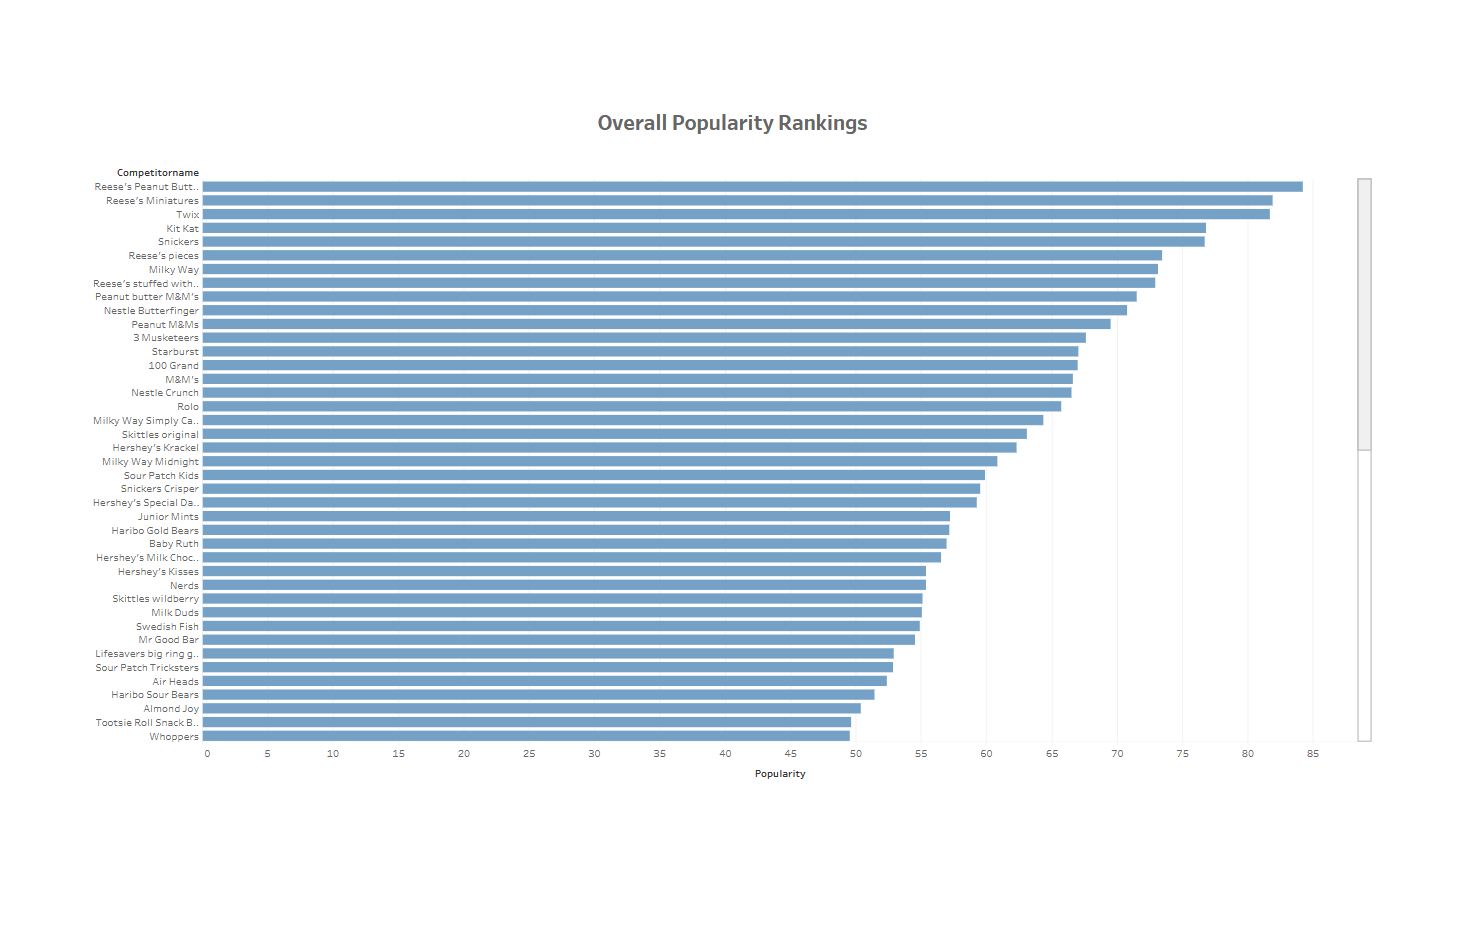 Overall Popularity Rankings
Competitorname
Reese's Peanut Butt..
Reese's Miniatures
Twix
Kit Kat
Snickers
Reese's pieces
Milky Way
Reese's stuffed with..
Peanut butter M&M's
Nestle Butterfinger
Peanut M&Ms
3 Musketeers
Starburst
100 Grand
M&M's
Nestle Crunch
Rolo
Milky Way Simply Ca..
Skittles original
Hershey's Krackel
Milky Way Midnight
Sour Patch Kids
Snickers Crisper
Hershey's Special Da..
Junior Mints
Haribo Gold Bears
Baby Ruth
Hershey's Milk Choc..
Hershey's Kisses
Nerds
Skittles wildberry
Milk Duds
Swedish Fish
Mr Good Bar
Lifesavers big ring g..
Sour Patch Tricksters
Air Heads
Haribo Sour Bears
Almond Joy
Tootsie Roll Snack B..
Whoppers
0 5 10 15 20 25 30 35 40 45 50 55 60 65 70 75 80 85
Popularity